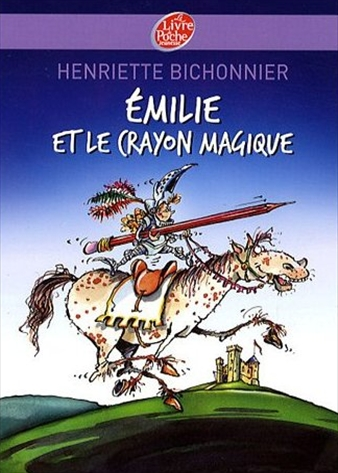 Le
Livre
de
Poche
Jeunesse
HENRIETTE BICHONNIER
ÉMILIE
ET LE CRAYON MAGIQUE